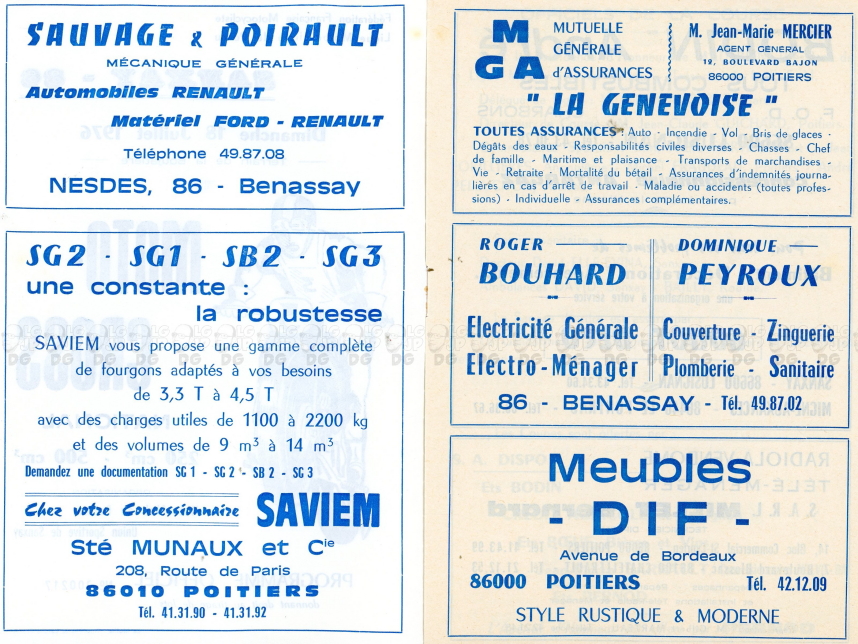 SAUVAGE & POIRAULT
MÉCANIQUE GÉNÉRALE
Automobiles RENAULT
Matériel FORD - RENAULT
Téléphone 49.87.08
NESDES, 86 - Benassay
SG2 - SG1 - SB2 - SG3
une constante :
la robustesse
SAVIEM vous propose une gamme complète
de fourgons adaptés à vos besoins
de 3,3 T à 4,5 T
avec des charges utiles de 1100 à 2200 kg
et des volumes de 9 m³ à 14 m³
Demandez une documentation SG 1 - SG 2 - SB 2 - SG 3
Chez votre Concessionnaire SAVIEM
Sté MUNAUX et Cie
208, Route de Paris
86010 POITIERS
Tél. 41.31.90 - 41.31.92
MGA
MUTUELLE
GÉNÉRALE
d'ASSURANCES
M. Jean-Marie MERCIER
AGENT GENERAL
19, BOULEVARD BAJON
86000 POITIERS
" LA GENEVOISE "
TOUTES ASSURANCES : Auto - Incendie - Vol - Bris de glaces -
Dégâts des eaux - Responsabilités civiles diverses - Chasses - Chef
de famille - Maritime et plaisance - Transports de marchandises -
Vie - Retraite - Mortalité du bétail - Assurances d'indemnités journa-
lières en cas d'arrêt de travail - Maladie ou accidents (toutes profes-
sions) - Individuelle - Assurances complémentaires.
ROGER
BOUHARD
Electricité Générale
Electro-Ménager
DOMINIQUE
PEYROUX
Couverture - Zinguerie
Plomberie - Sanitaire
86 - BENASSAY - Tél. 49.87.02
Meubles
- DIF -
Avenue de Bordeaux
86000 POITIERS Tél. 42.12.09
STYLE RUSTIQUE & MODERNE